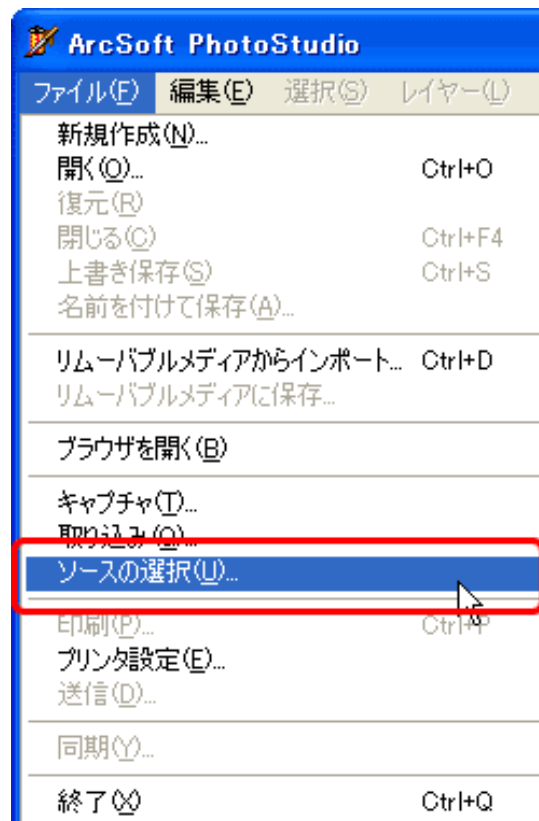 ArcSoft PhotoStudio
ファイル(F) 編集(E) 選択(S) レイヤー(L)
新規作成(N)...
開く(O)... Ctrl+O
復元(R)
閉じる(C) Ctrl+F4
上書き保存(S) Ctrl+S
名前を付けて保存(A)...
リムーバブルメディアからインポート... Ctrl+D
リムーバブルメディアに保存...
ブラウザを開く(B)
キャプチャ(T)...
取り込み(Q)...
ソースの選択(U)...
印刷(P)... Ctrl+P
プリンタ設定(E)...
送信(D)...
同期(Y)...
終了(X) Ctrl+Q